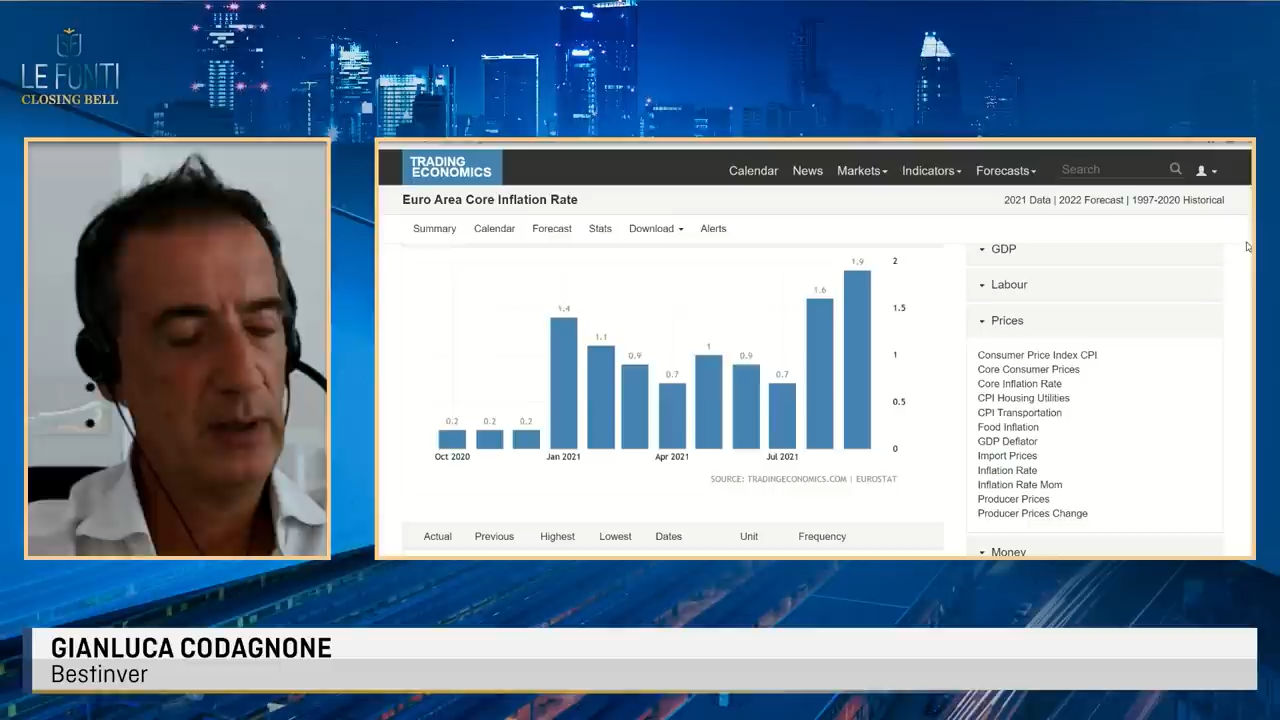 LE FONTI
CLOSING BELL
TRADING
ECONOMICS
Calendar News Markets Indicators Forecasts Search
Euro Area Core Inflation Rate
2021 Data | 2022 Forecast | 1997-2020 Historical
Summary Calendar Forecast Stats Download Alerts
0.2 0.2 0.2 1.4 1.1 0.9 0.7 1 0.9 0.7 1.6 1.9
2
1.5
1
0.5
0
Oct 2020 Jan 2021 Apr 2021 Jul 2021
SOURCE: TRADINGECONOMICS.COM | EUROSTAT
Actual Previous Highest Lowest Dates Unit Frequency
GDP
Labour
Prices
Consumer Price Index CPI
Core Consumer Prices
Core Inflation Rate
CPI Housing Utilities
CPI Transportation
Food Inflation
GDP Deflator
Import Prices
Inflation Rate
Inflation Rate Mom
Producer Prices
Producer Prices Change
Money
GIANLUCA CODAGNONE
Bestinver